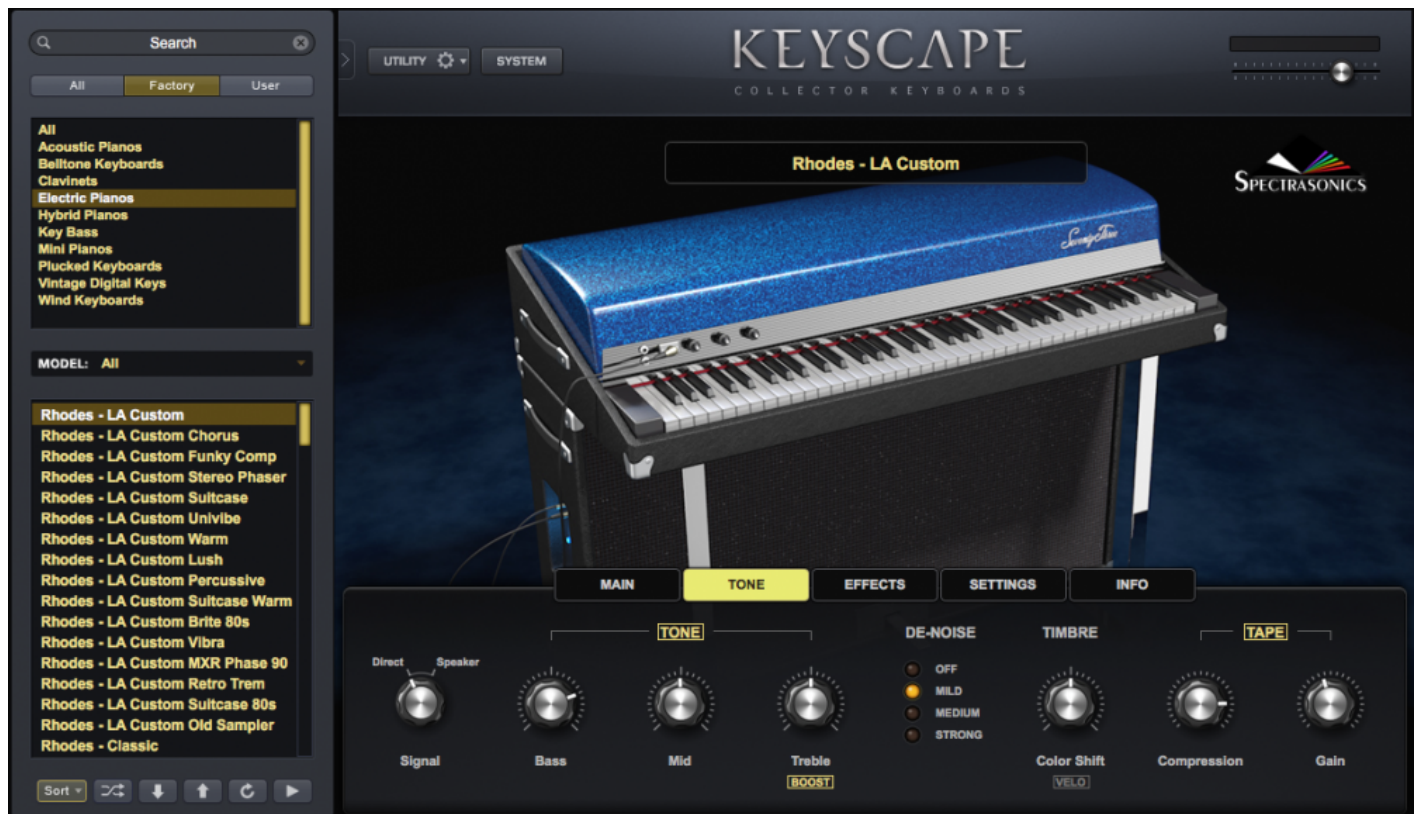 Search
All
Factory
User
All
Acoustic Pianos
Belltone Keyboards
Clavinets
Electric Pianos
Hybrid Pianos
Key Bass
Mini Pianos
Plucked Keyboards
Vintage Digital Keys
Wind Keyboards
MODEL: All
Rhodes - LA Custom
Rhodes - LA Custom Chorus
Rhodes - LA Custom Funky Comp
Rhodes - LA Custom Stereo Phaser
Rhodes - LA Custom Suitcase
Rhodes - LA Custom Univibe
Rhodes - LA Custom Warm
Rhodes - LA Custom Lush
Rhodes - LA Custom Percussive
Rhodes - LA Custom Suitcase Warm
Rhodes - LA Custom Brite 80s
Rhodes - LA Custom Vibra
Rhodes - LA Custom MXR Phase 90
Rhodes - LA Custom Retro Trem
Rhodes - LA Custom Suitcase 80s
Rhodes - LA Custom Old Sampler
Rhodes - Classic
Sort
UTILITY
SYSTEM
KEYSCAPE
COLLECTOR KEYBOARDS
Rhodes - LA Custom
SPECTRASONICS
MAIN
TONE
EFFECTS
SETTINGS
INFO
TONE
DE-NOISE
TIMBRE
TAPE
Direct
Speaker
OFF
MILD
MEDIUM
STRONG
Signal
Bass
Mid
Treble
Color Shift
Compression
Gain
BOOST
VELO